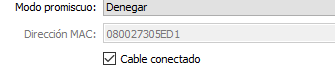 Modo promiscuo: Denegar
Dirección MAC: 080027305ED1
Cable conectado